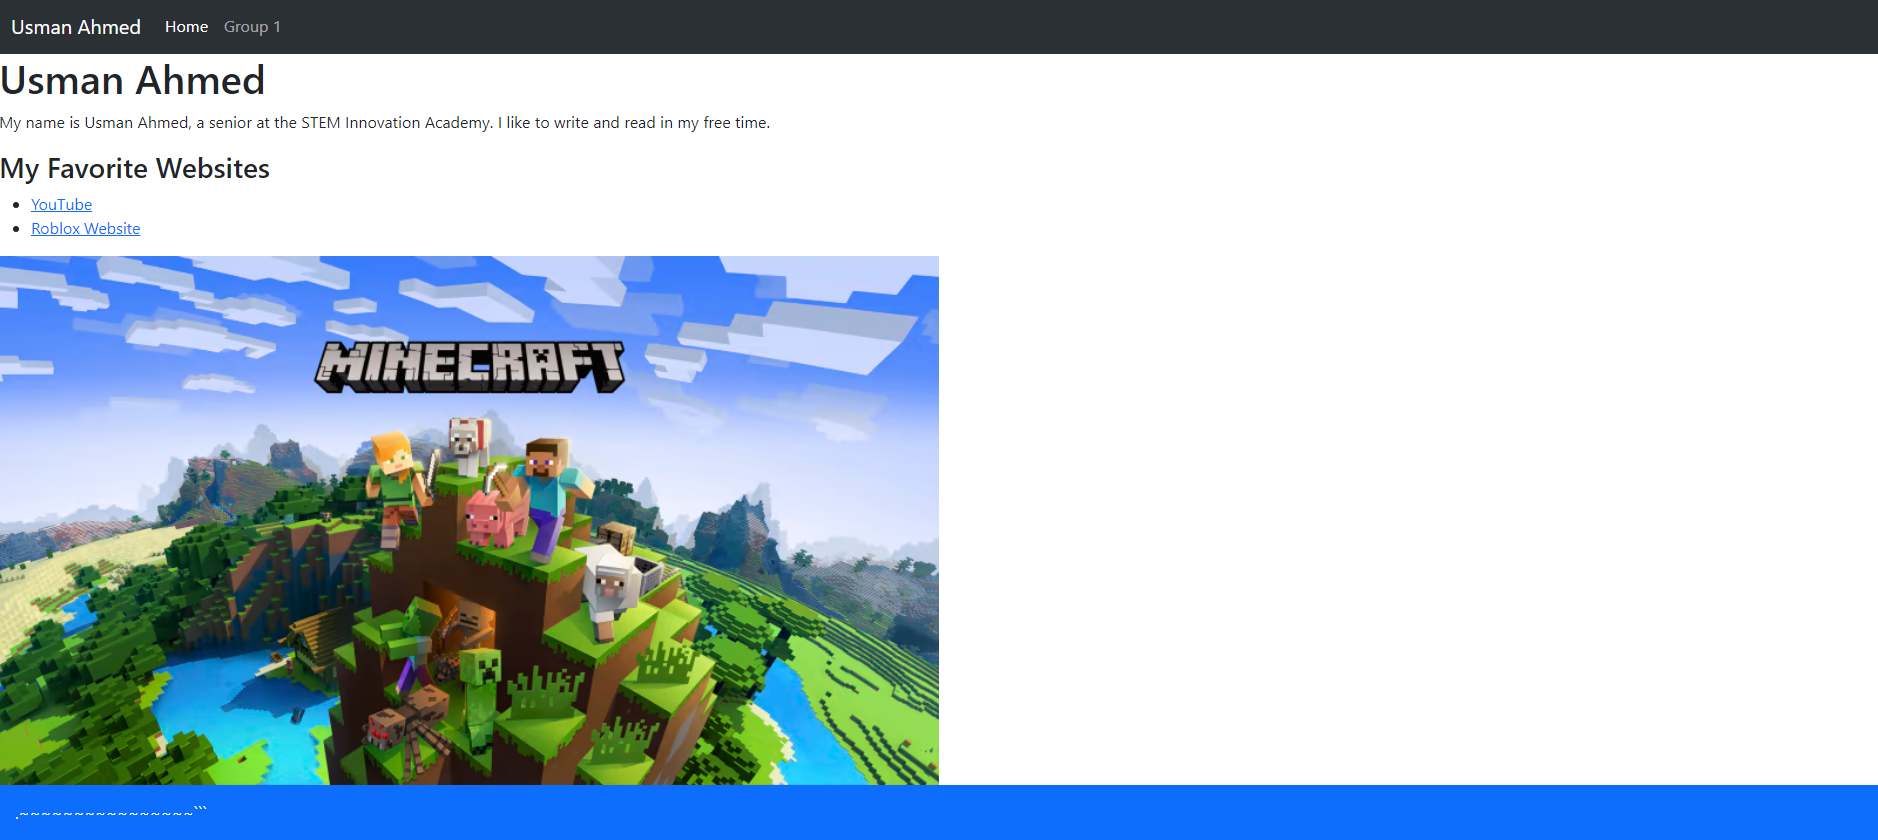 Usman Ahmed Home Group 1
Usman Ahmed
My name is Usman Ahmed, a senior at the STEM Innovation Academy. I like to write and read in my free time.
My Favorite Websites
YouTube
Roblox Website
MINECRAFT
.~~~~~~~~~~~~~~~~```